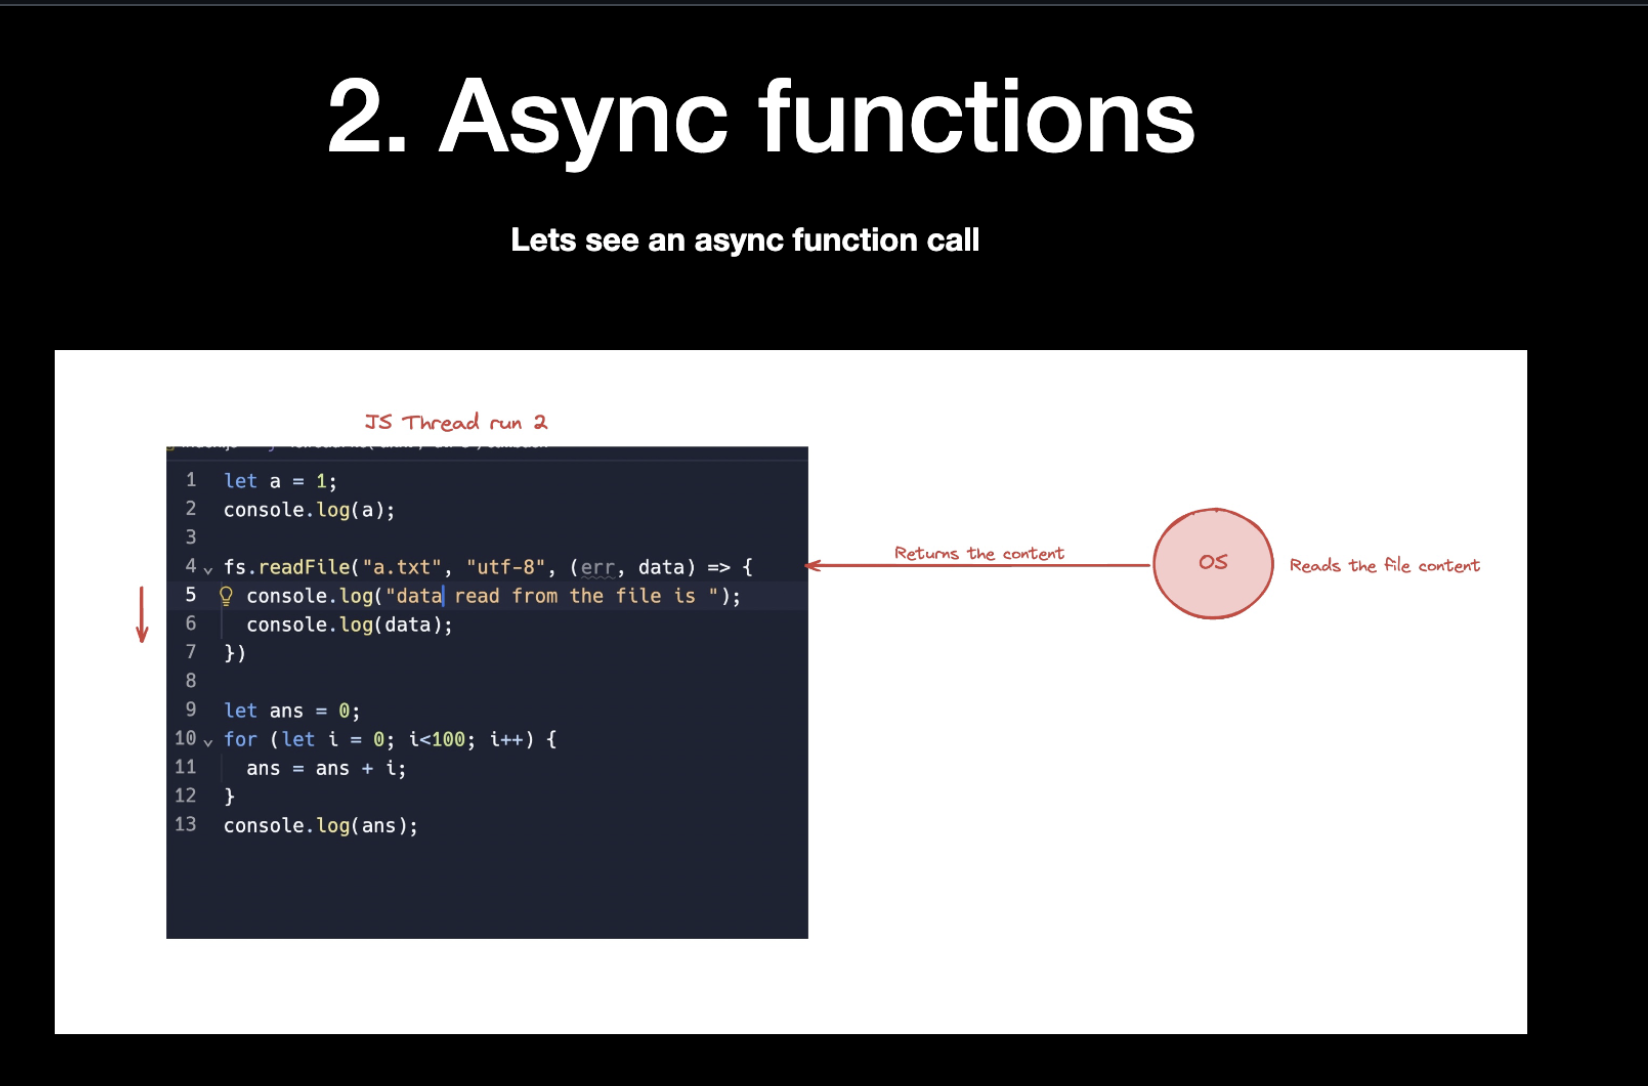 2. Async functions
Lets see an async function call
JS Thread run 2
1 let a = 1;
2 console.log(a);
3
4 fs.readFile("a.txt", "utf-8", (err, data) => {
5 console.log("data read from the file is ");
6 console.log(data);
7 })
8
9 let ans = 0;
10 for (let i = 0; i<100; i++) {
11 ans = ans + i;
12 }
13 console.log(ans);
Returns the content
OS
Reads the file content